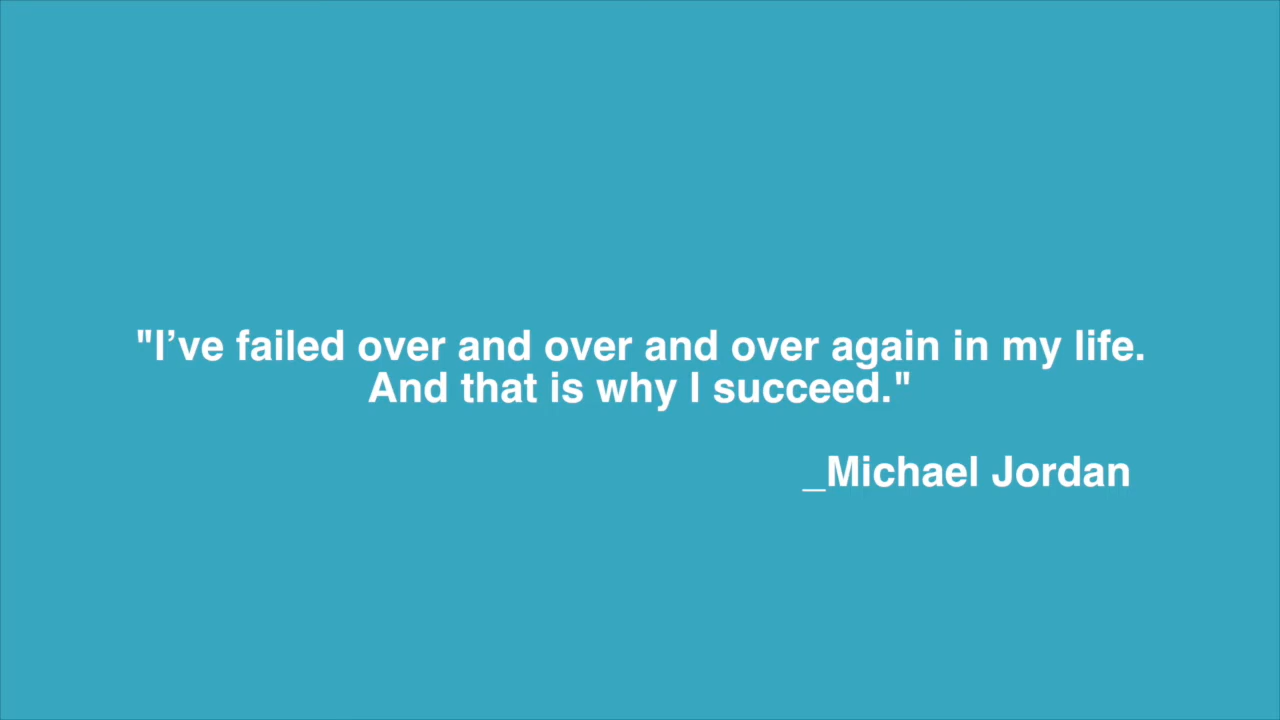 "I’ve failed over and over and over again in my life.
And that is why I succeed."
_Michael Jordan